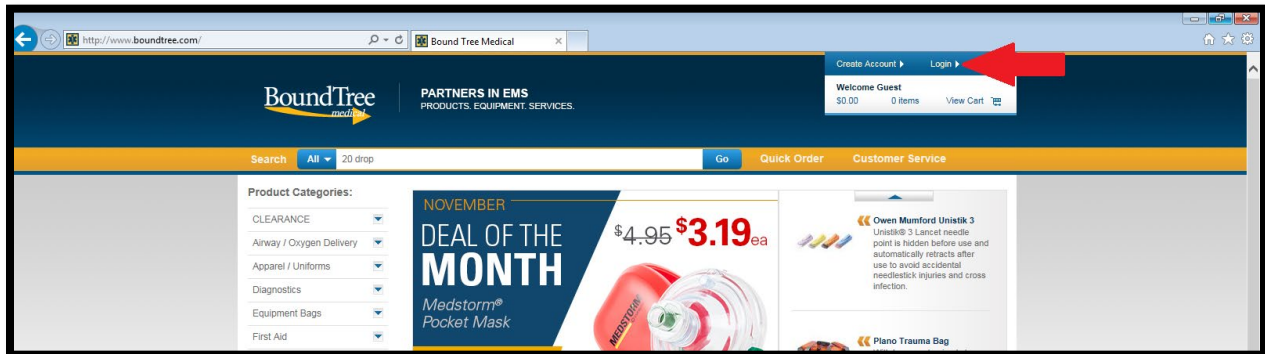 http://www.boundtree.com/
Bound Tree Medical
Create Account
Login
BoundTree
medical
PARTNERS IN EMS
PRODUCTS. EQUIPMENT. SERVICES.
Welcome Guest
$0.00 0 items View Cart
Search All 20 drop Go Quick Order Customer Service
Product Categories:
CLEARANCE
Airway / Oxygen Delivery
Apparel / Uniforms
Diagnostics
Equipment Bags
First Aid
NOVEMBER
DEAL OF THE
MONTH
Medstorm®
Pocket Mask
$4.95 $3.19ea
MEDSTORM
MEDSTORM
Owen Mumford Unistik 3
Unistik® 3 Lancet needle
point is hidden before use and
automatically retracts after
use to avoid accidental
needlestick injuries and cross
infection.
Plano Trauma Bag